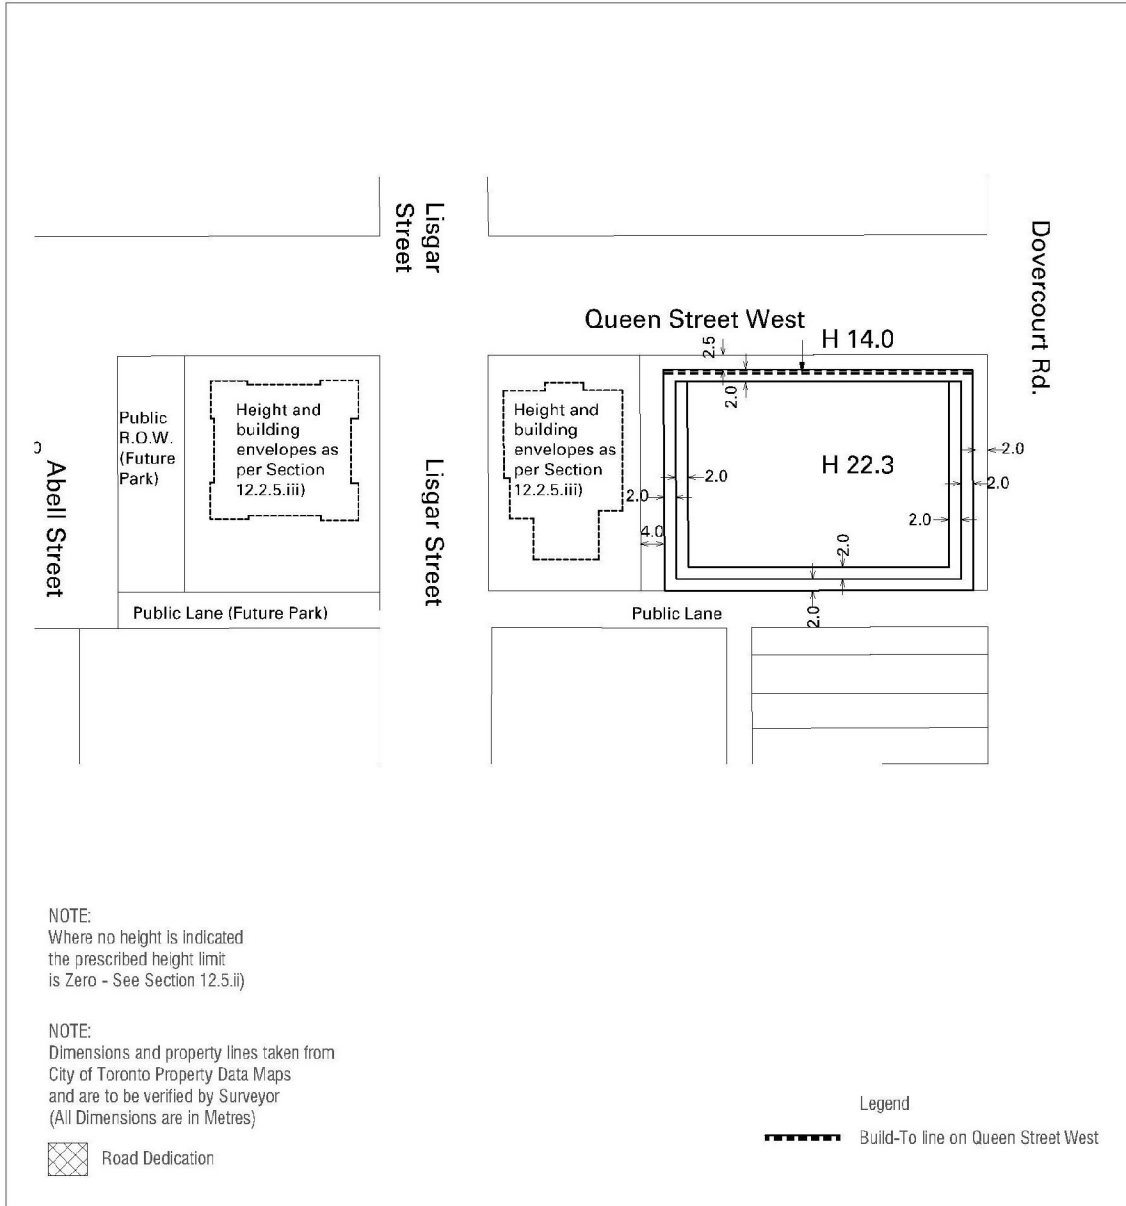 Lisgar
Street
Dovercourt Rd.
Queen Street West
H 14.0
2.5
2.0
Public
R.O.W.
(Future
Park)
Height and
building
envelopes as
per Section
12.2.5.iii)
Height and
building
envelopes as
per Section
12.2.5.iii)
H 22.3
2.0
2.0
2.0
2.0
2.0
4.0
2.0
2.0
Abell Street
Lisgar Street
Public Lane (Future Park)
Public Lane
NOTE:
Where no height is indicated
the prescribed height limit
is Zero - See Section 12.5.ii)
NOTE:
Dimensions and property lines taken from
City of Toronto Property Data Maps
and are to be verified by Surveyor
(All Dimensions are in Metres)
Road Dedication
Legend
Build-To line on Queen Street West